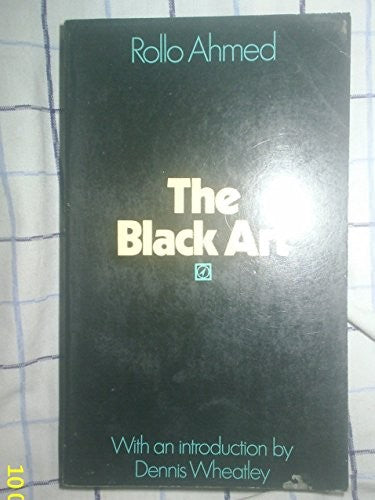 Rollo Ahmed
The
Black Art
With an introduction by
Dennis Wheatley